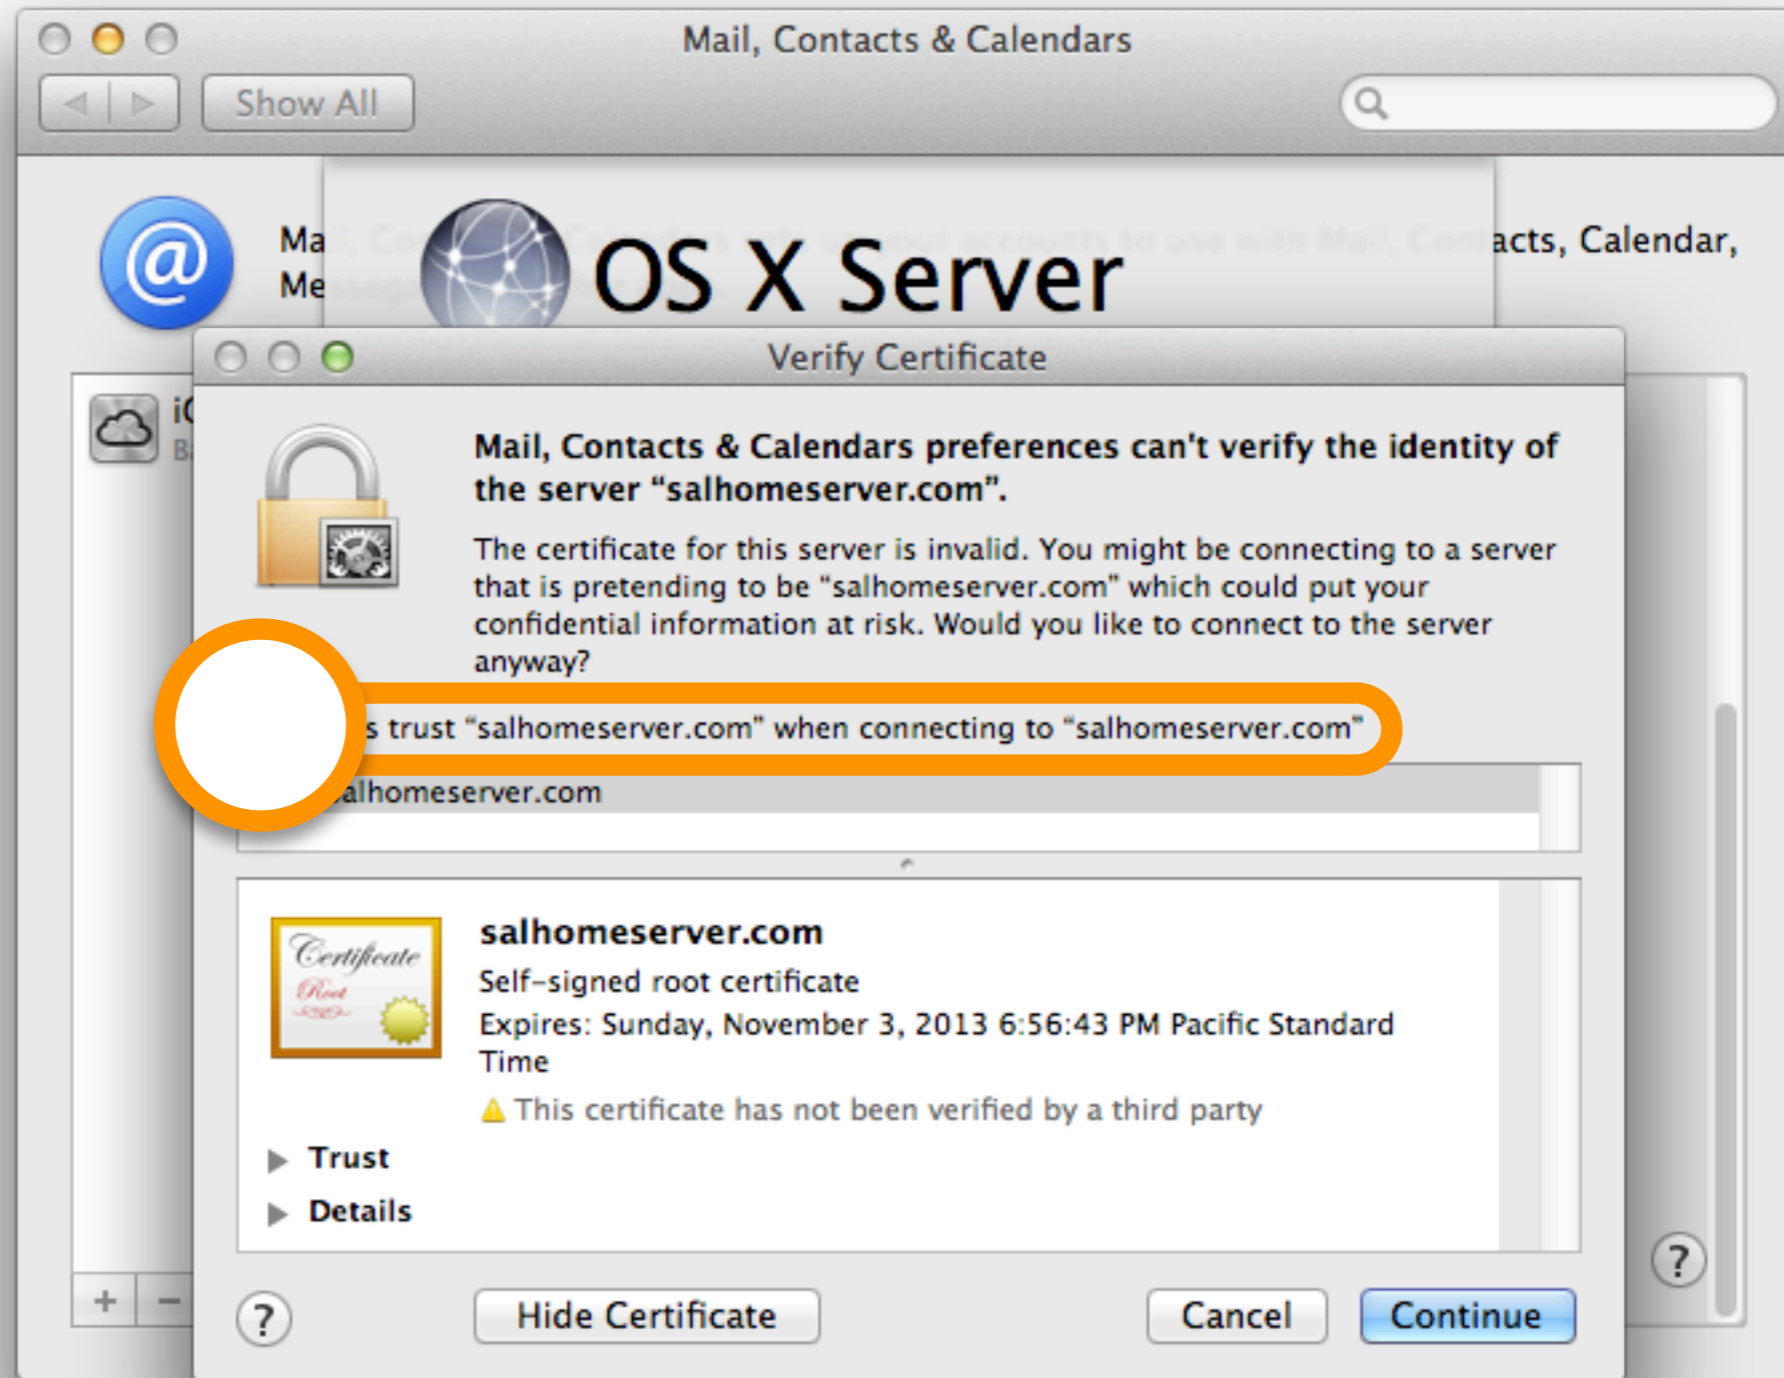 Mail, Contacts & Calendars
Show All
@
OS X Server
acts, Calendar,
Verify Certificate
Mail, Contacts & Calendars preferences can't verify the identity of
the server “salhomeserver.com”.
The certificate for this server is invalid. You might be connecting to a server
that is pretending to be “salhomeserver.com” which could put your
confidential information at risk. Would you like to connect to the server
anyway?
s trust “salhomeserver.com” when connecting to “salhomeserver.com”
alhomeserver.com
Certificate
Root
salhomeserver.com
Self-signed root certificate
Expires: Sunday, November 3, 2013 6:56:43 PM Pacific Standard
Time
This certificate has not been verified by a third party
Trust
Details
+ −
?
?
Hide Certificate
Cancel
Continue